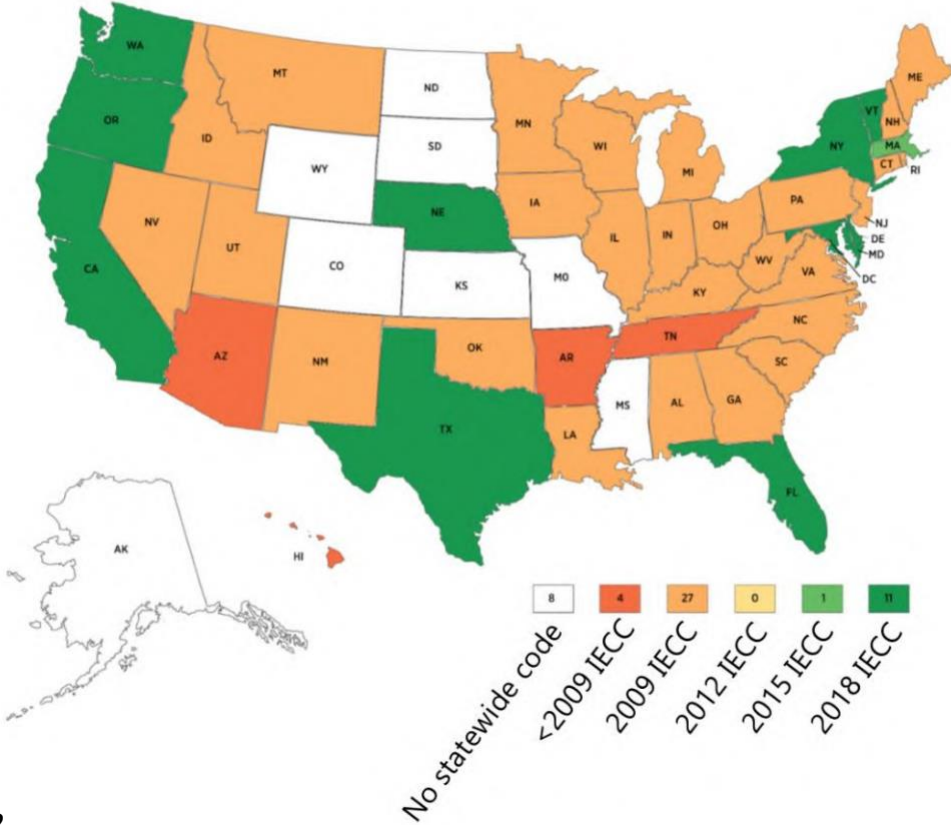 WA
MT
ND
ME
OR
MN
VT
ID
SD
WI
NH
NY
MA
WY
MI
CT
RI
NE
IA
PA
NV
NJ
OH
IL
IN
DE
UT
MD
CO
WV
CA
VA
DC
KS
MO
KY
NC
TN
AZ
OK
AR
NM
SC
GA
AL
MS
TX
LA
FL
AK
HI
8 4 27 0 1 11
No statewide code
<2009 IECC
2009 IECC
2012 IECC
2015 IECC
2018 IECC